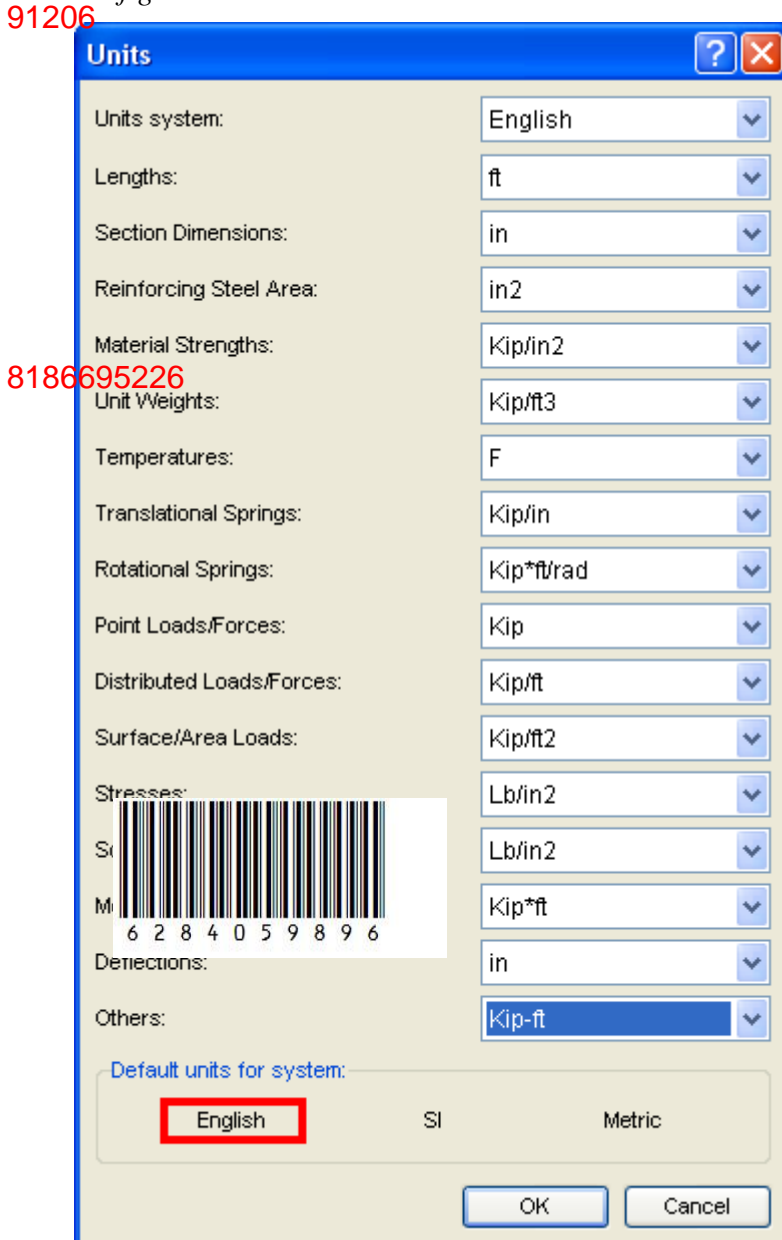 91206
Units
Units system: English
Lengths: ft
Section Dimensions: in
Reinforcing Steel Area: in2
Material Strengths: Kip/in2
8186695226
Unit Weights: Kip/ft3
Temperatures: F
Translational Springs: Kip/in
Rotational Springs: Kip*ft/rad
Point Loads/Forces: Kip
Distributed Loads/Forces: Kip/ft
Surface/Area Loads: Kip/ft2
Stresses: Lb/in2
Lb/in2
Kip*ft
6 2 8 4 0 5 9 8 9 6
Deflections: in
Others: Kip-ft
Default units for system:
English SI Metric
OK Cancel